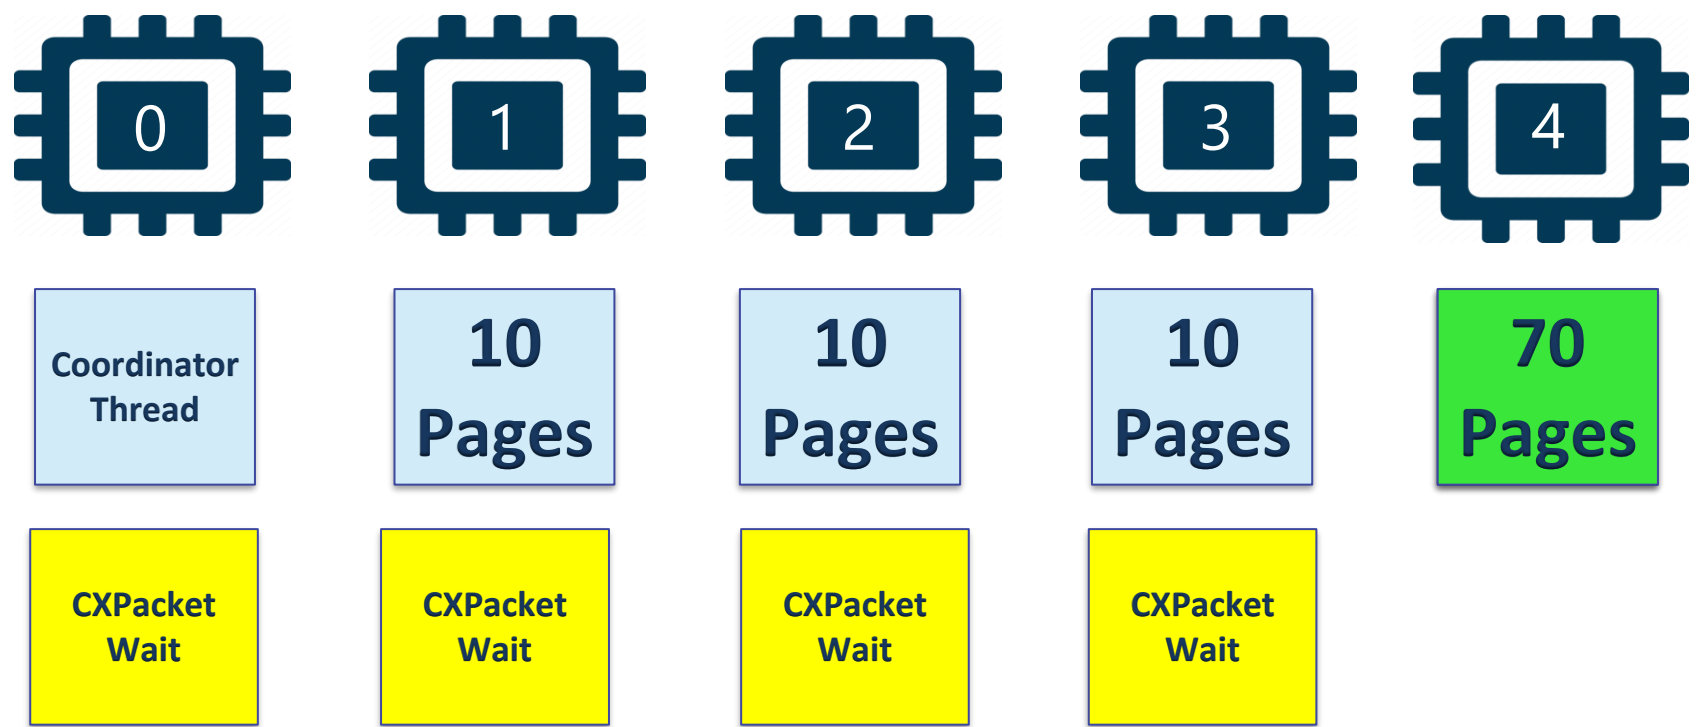 0
1
2
3
4
Coordinator
Thread
10
Pages
10
Pages
10
Pages
70
Pages
CXPacket
Wait
CXPacket
Wait
CXPacket
Wait
CXPacket
Wait